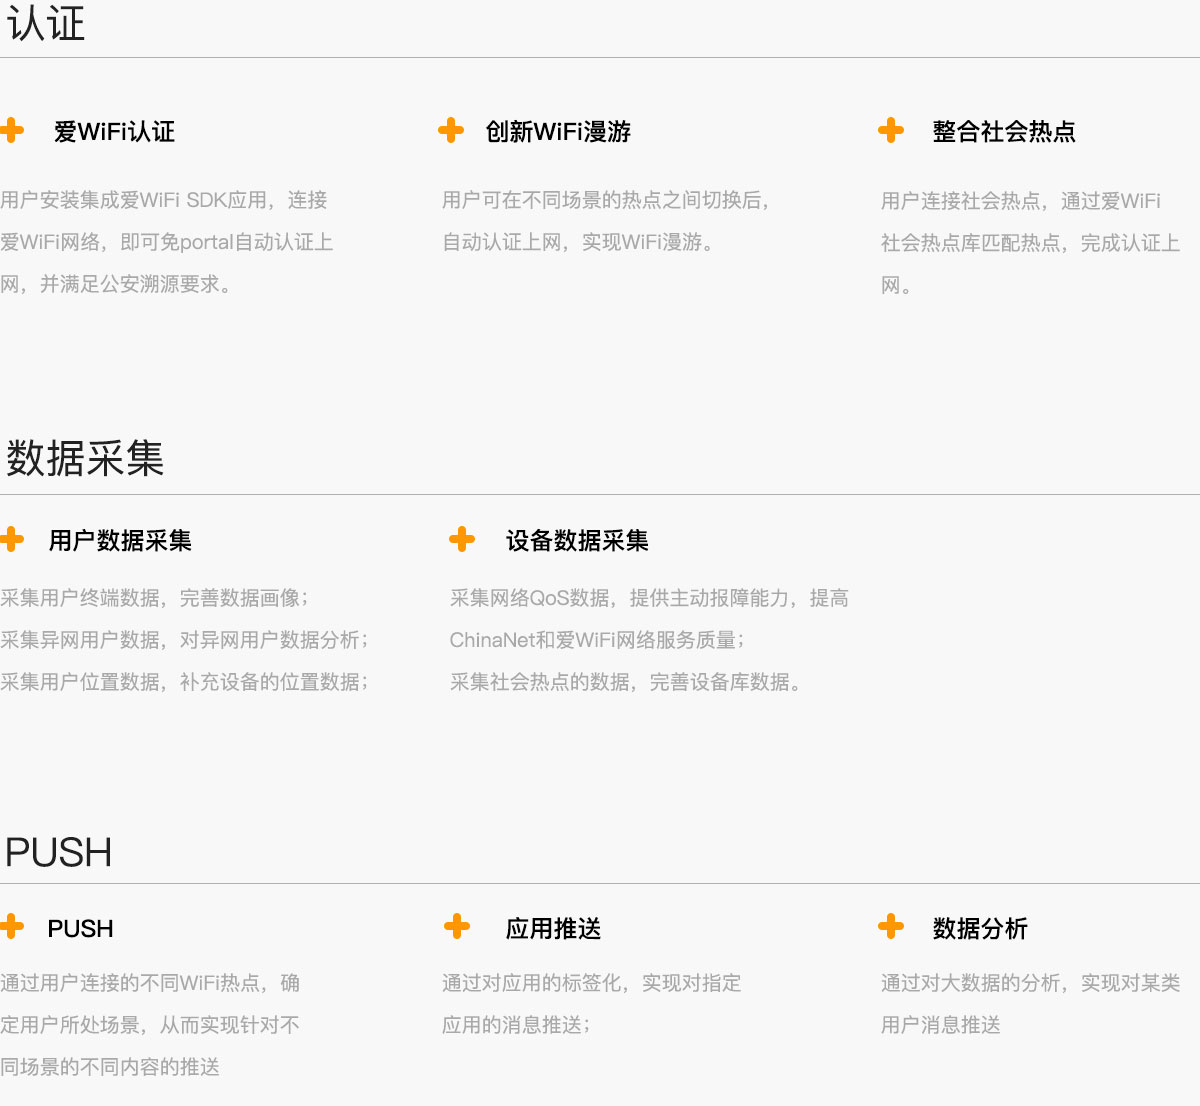 认证
爱WiFi认证
用户安装集成爱WiFi SDK应用，连接
爱WiFi网络，即可免portal自动认证上
网，并满足公安溯源要求。
创新WiFi漫游
用户可在不同场景的热点之间切换后，
自动认证上网，实现WiFi漫游。
整合社会热点
用户连接社会热点，通过爱WiFi
社会热点库匹配热点，完成认证上
网。
数据采集
用户数据采集
采集用户终端数据，完善数据画像；
采集异网用户数据，对异网用户数据分析；
采集用户位置数据，补充设备的位置数据；
设备数据采集
采集网络QoS数据，提供主动报障能力，提高
ChinaNet和爱WiFi网络服务质量；
采集社会热点的数据，完善设备库数据。
PUSH
PUSH
通过用户连接的不同WiFi热点，确
定用户所处场景，从而实现针对不
同场景的不同内容的推送
应用推送
通过对应用的标签化，实现对指定
应用的消息推送；
数据分析
通过对大数据的分析，实现对某类
用户消息推送